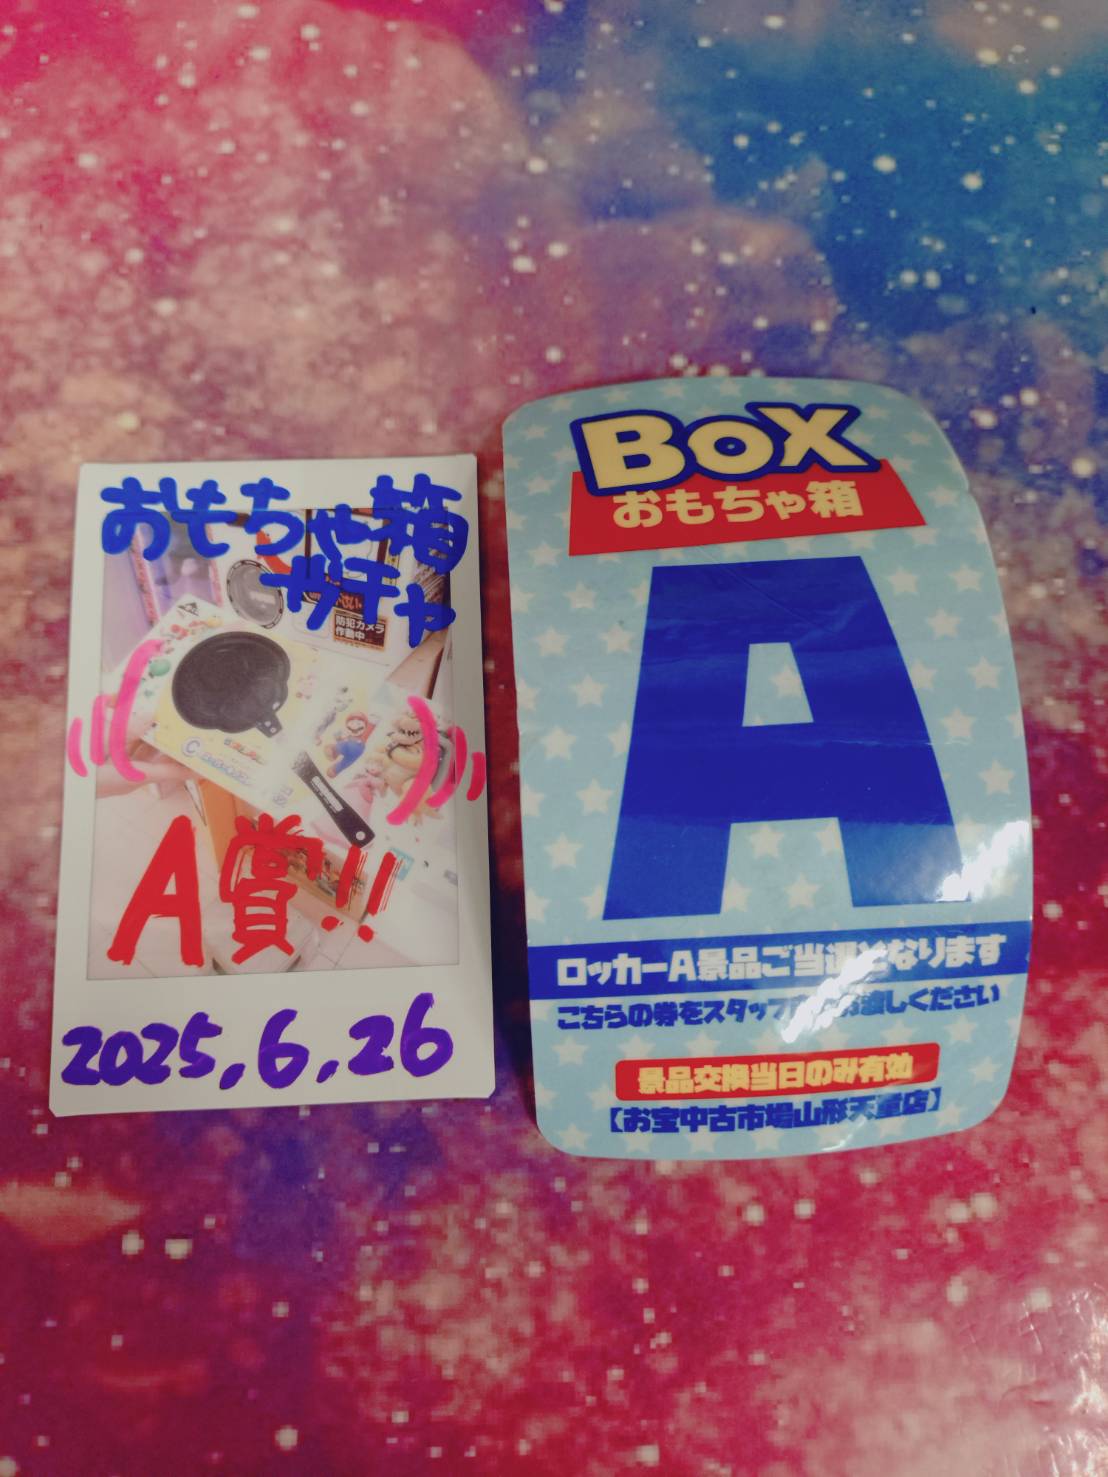 おもちゃ箱
ガチャ
防犯カメラ
作動中
A賞!!
2025.6.26
BOX
おもちゃ箱
A
ロッカーA景品ご当選となります
こちらの券をスタッフ お渡しください
景品交換当日のみ有効
【お宝中古市場山形天童店】